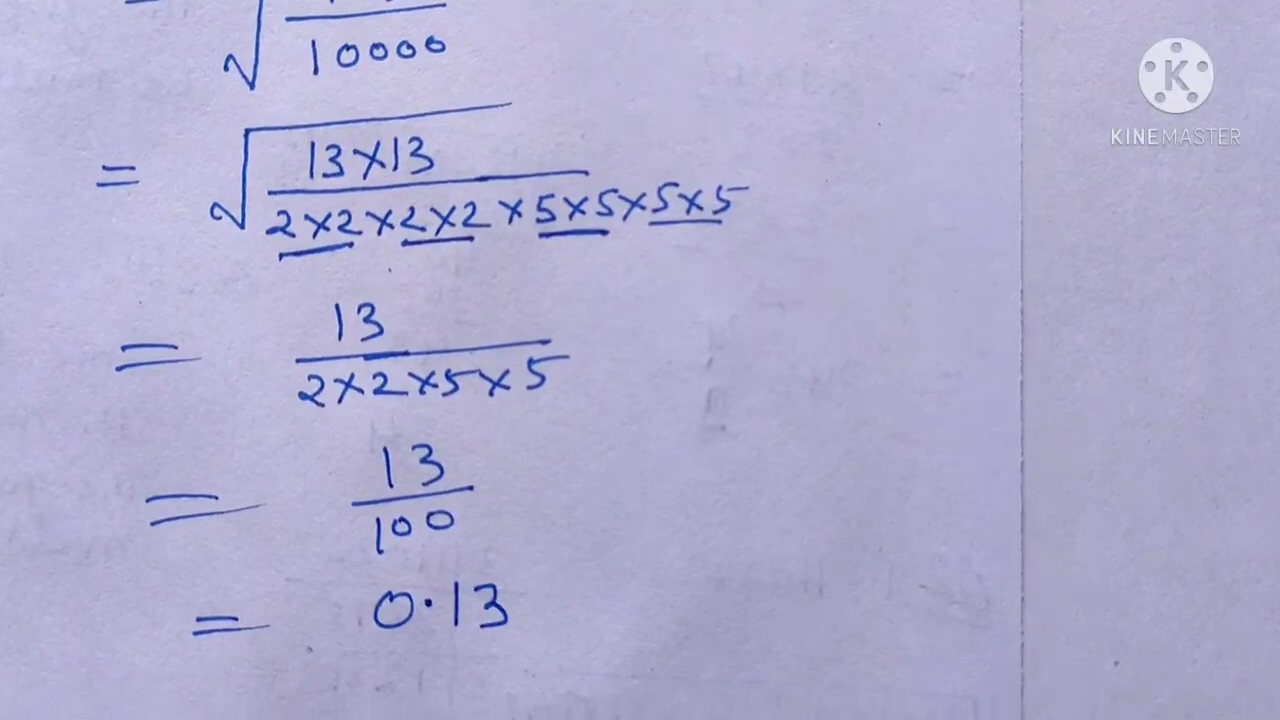 10000
= √ 13×13 / 2×2×2×2×5×5×5×5
= 13 / 2×2×5×5
= 13 / 100
= 0.13
K
KINEMASTER